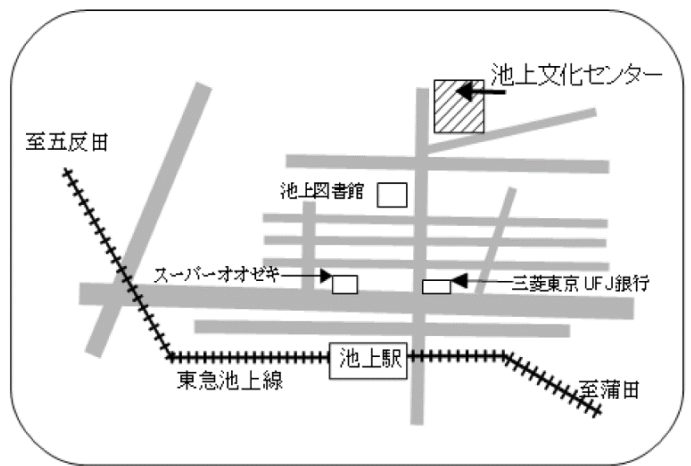 池上文化センター
至五反田
池上図書館
スーパーオオゼキ
三菱東京UFJ銀行
池上駅
東急池上線
至蒲田